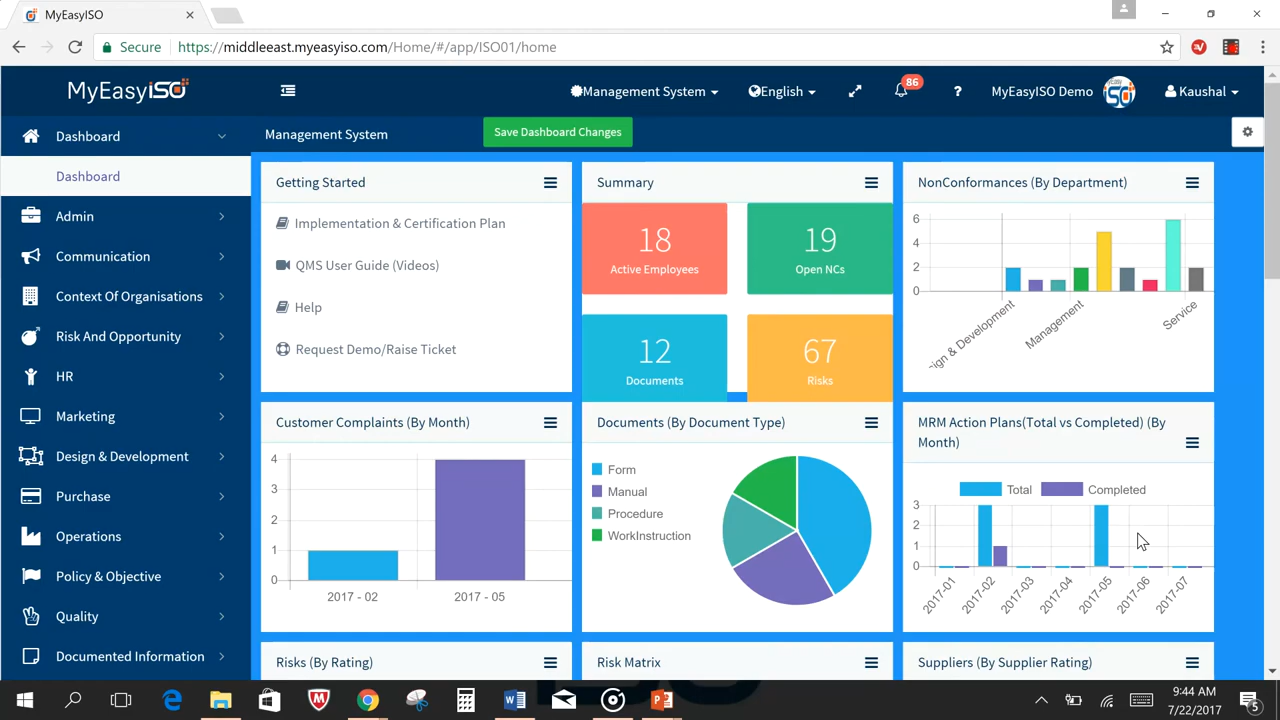 MyEasyISO
Secure
https://middleeast.myeasyiso.com/Home/#/app/ISO01/home
MyEasyISO
Management System
English
86
?
MyEasyISO Demo
Kaushal
Dashboard
Management System
Save Dashboard Changes
Dashboard
Admin
Communication
Context Of Organisations
Risk And Opportunity
HR
Marketing
Design & Development
Purchase
Operations
Policy & Objective
Quality
Documented Information
Getting Started
Implementation & Certification Plan
QMS User Guide (Videos)
Help
Request Demo/Raise Ticket
Summary
18
Active Employees
19
Open NCs
12
Documents
67
Risks
NonConformances (By Department)
6
4
2
0
ign & Development
Management
Service
Customer Complaints (By Month)
4
3
2
1
0
2017 - 02
2017 - 05
Documents (By Document Type)
Form
Manual
Procedure
WorkInstruction
MRM Action Plans(Total vs Completed) (By
Month)
Total
Completed
3
2
1
0
2017-01
2017-02
2017-03
2017-04
2017-05
2017-06
2017-07
Risks (By Rating)
Risk Matrix
Suppliers (By Supplier Rating)
9:44 AM
7/22/2017
5